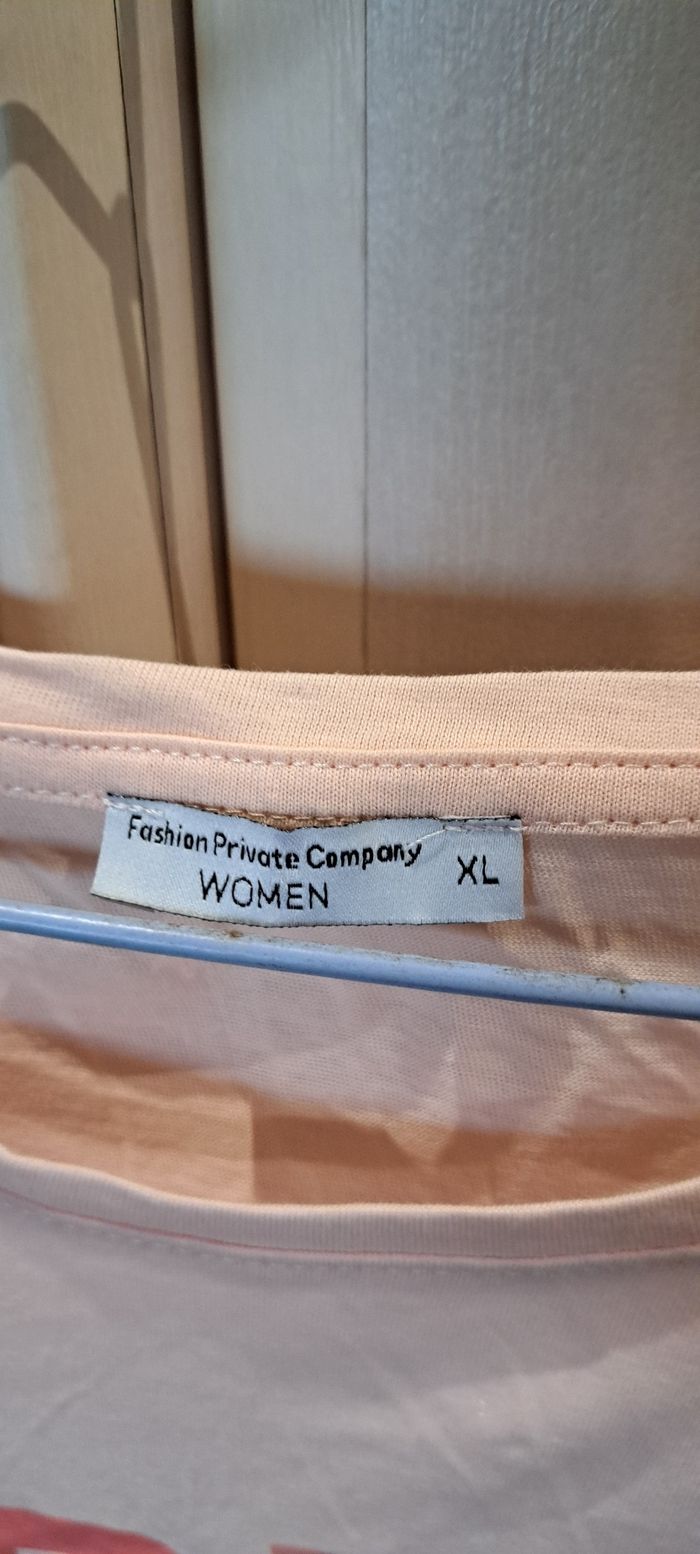 Fashion Private Company
WOMEN
XL